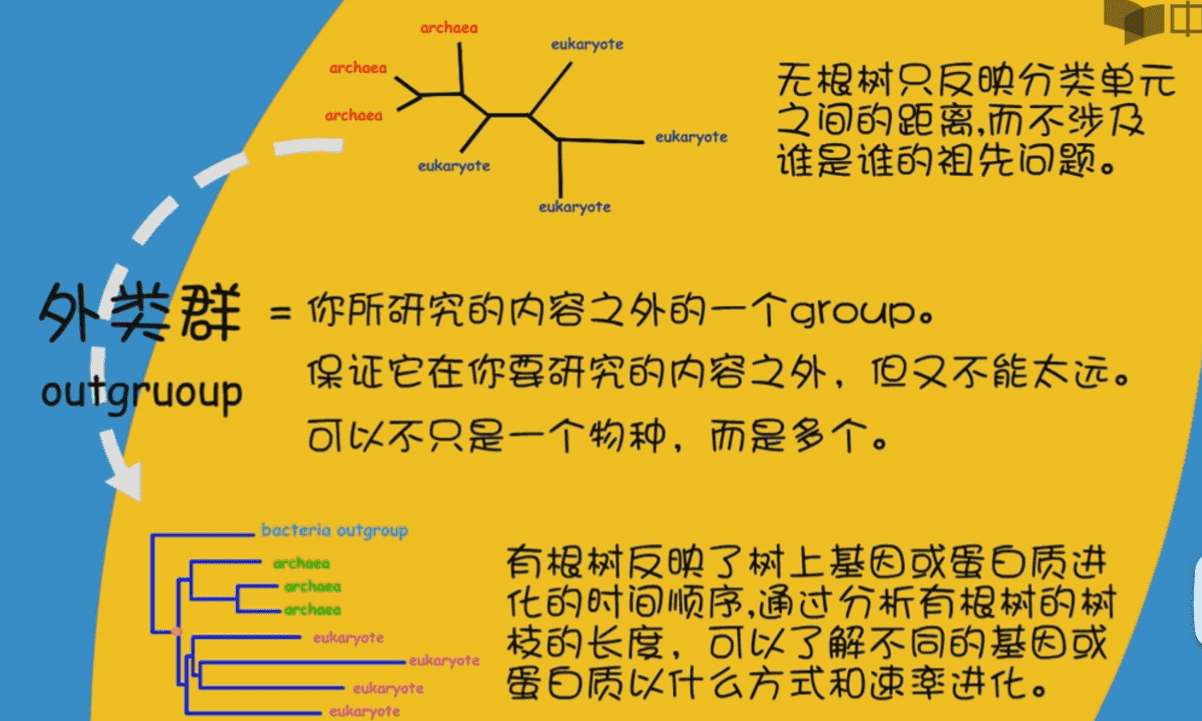 archaea
eukaryote
archaea
archaea
eukaryote
eukaryote
eukaryote
无根树只反映分类单元
之间的距离,而不涉及
谁是谁的祖先问题。
外类群
outgruoup
= 你所研究的内容之外的一个group。
保证它在你要研究的内容之外，但又不能太远。
可以不只是一个物种，而是多个。
bacteria outgroup
archaea
archaea
archaea
eukaryote
eukaryote
eukaryote
eukaryote
有根树反映了树上基因或蛋白质进
化的时间顺序,通过分析有根树的树
枝的长度，可以了解不同的基因或
蛋白质以什么方式和速率进化。